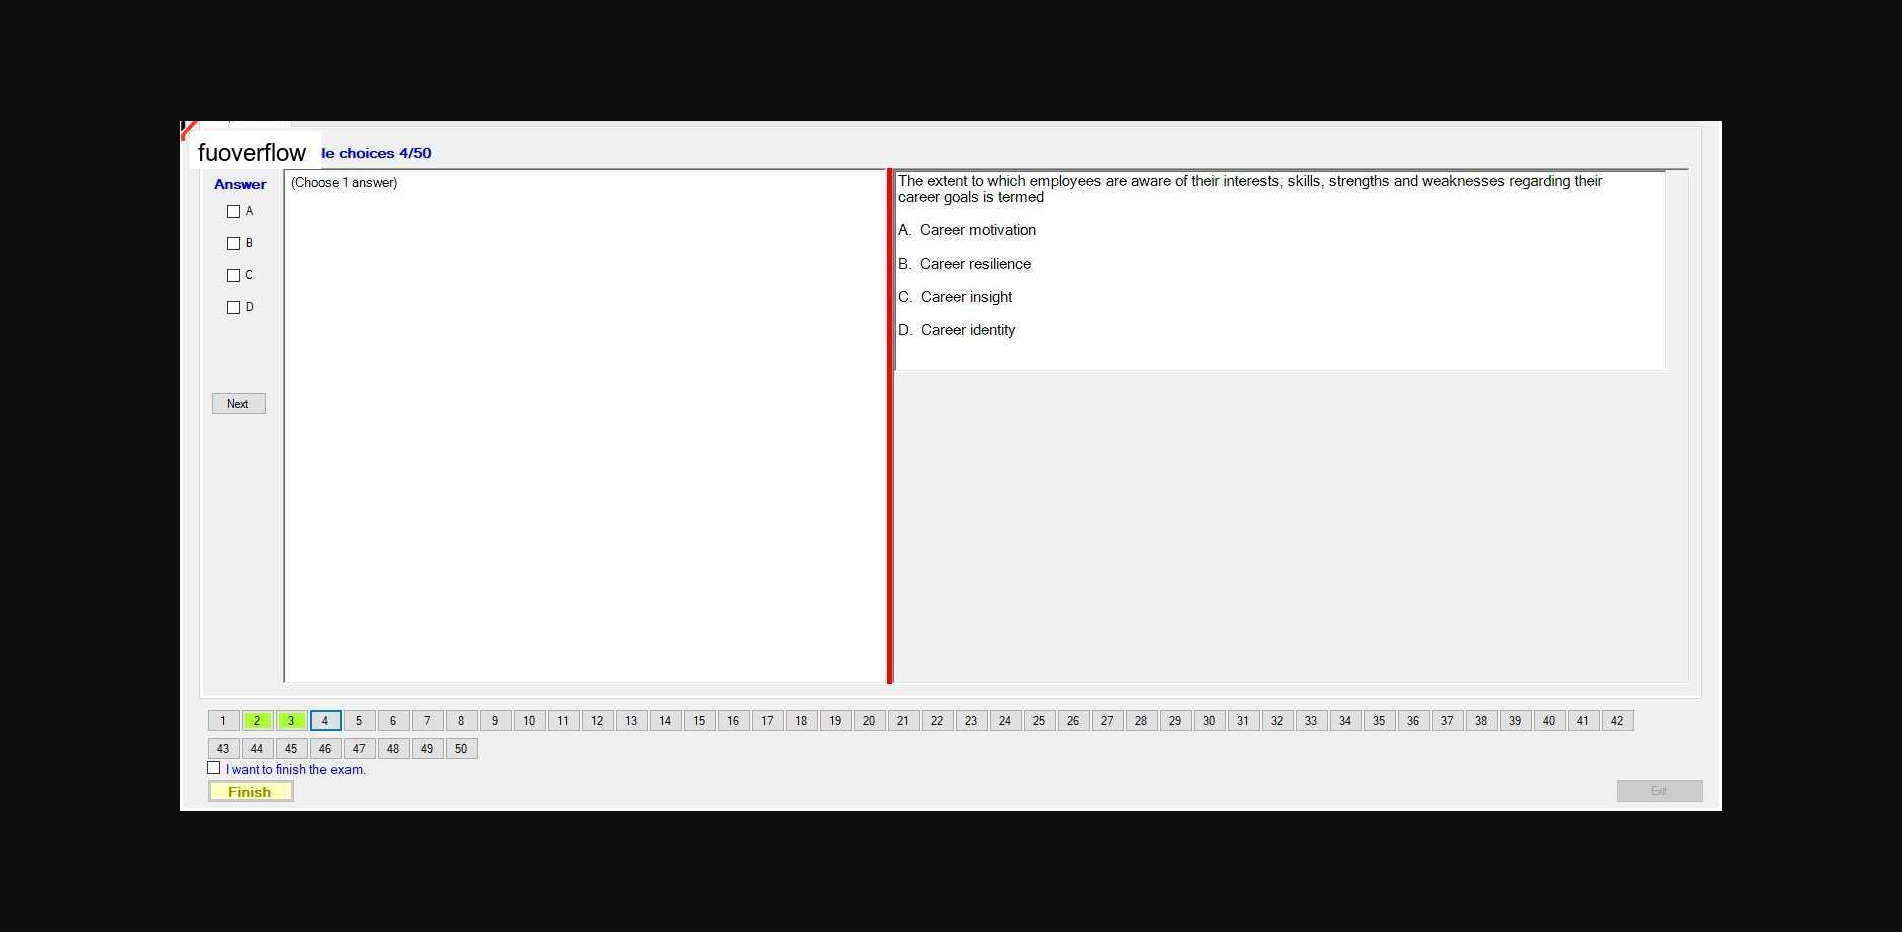 fuoverflow
le choices 4/50
Answer
(Choose 1 answer)
A
B
C
D
Next
The extent to which employees are aware of their interests, skills, strengths and weaknesses regarding their
career goals is termed
A. Career motivation
B. Career resilience
C. Career insight
D. Career identity
1 2 3 4 5 6 7 8 9 10 11 12 13 14 15 16 17 18 19 20 21 22 23 24 25 26 27 28 29 30 31 32 33 34 35 36 37 38 39 40 41 42
43 44 45 46 47 48 49 50
I want to finish the exam.
Finish
Exit